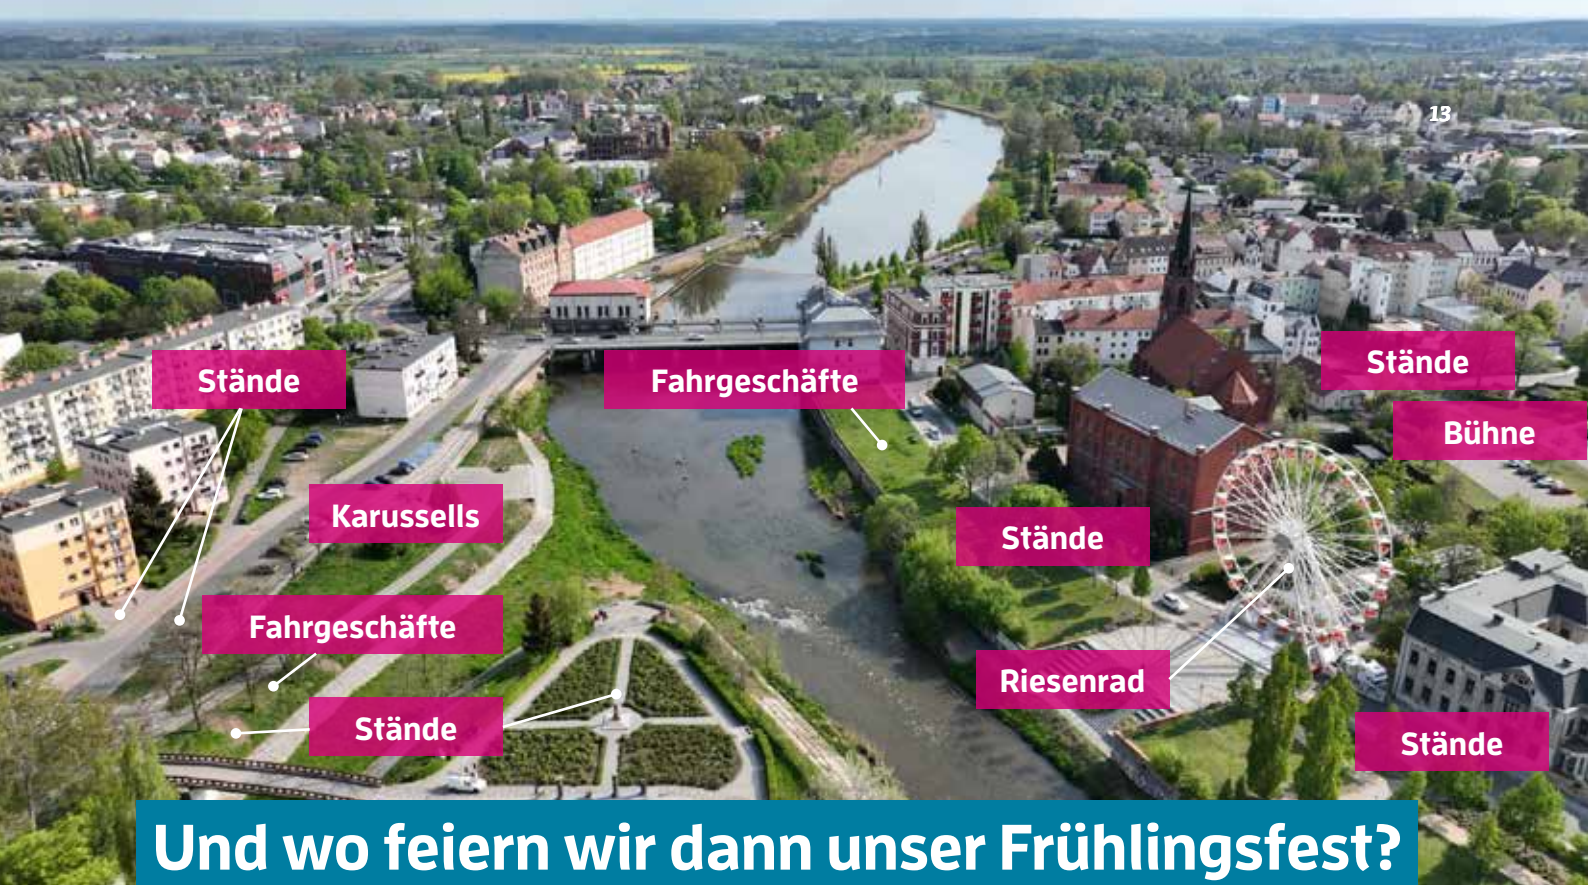 13
Stände
Stände
Fahrgeschäfte
Bühne
Karussells
Stände
Fahrgeschäfte
Riesenrad
Stände
Stände
Und wo feiern wir dann unser Frühlingsfest?